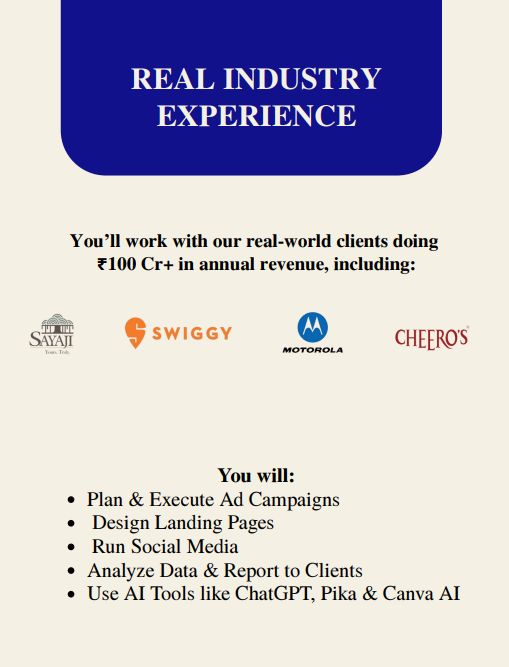 REAL INDUSTRY
EXPERIENCE
You’ll work with our real-world clients doing
₹100 Cr+ in annual revenue, including:
SAYAJI
Yours. Truly.
SWIGGY
MOTOROLA
CHEERO'S
You will:
• Plan & Execute Ad Campaigns
• Design Landing Pages
• Run Social Media
• Analyze Data & Report to Clients
• Use AI Tools like ChatGPT, Pika & Canva AI